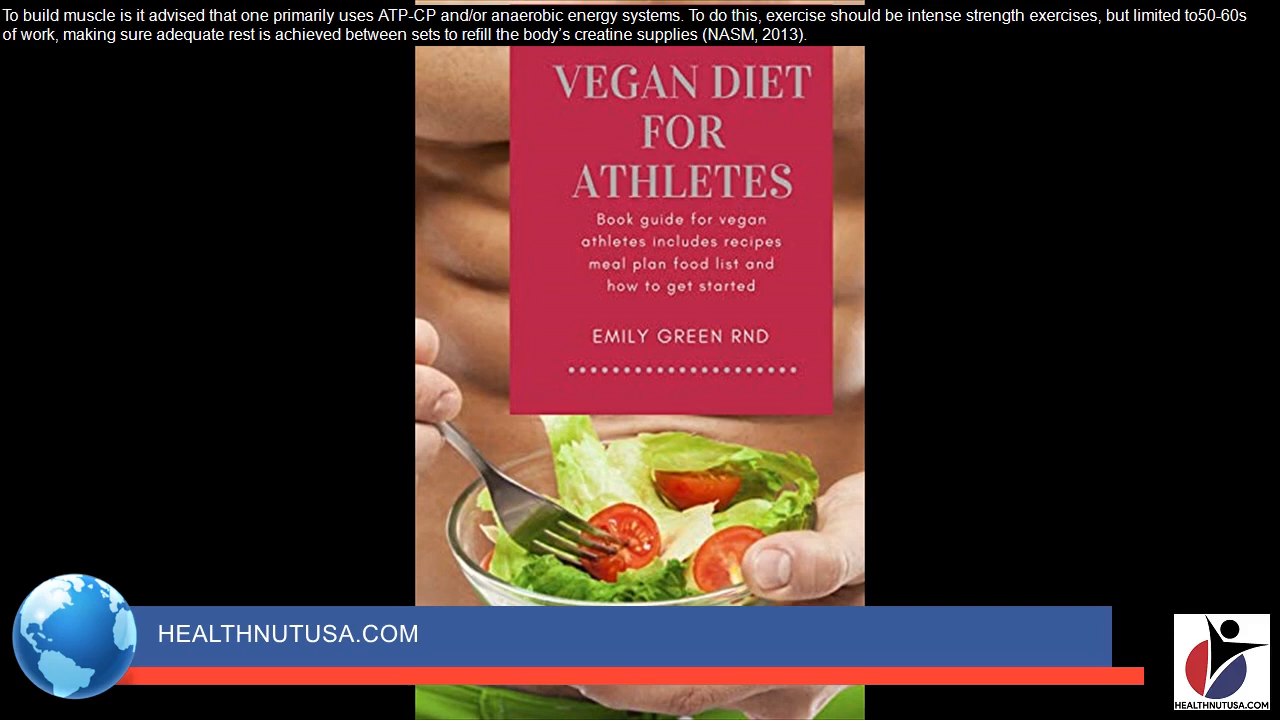 To build muscle is it advised that one primarily uses ATP-CP and/or anaerobic energy systems. To do this, exercise should be intense strength exercises, but limited to50-60s
of work, making sure adequate rest is achieved between sets to refill the body's creatine supplies (NASM, 2013).
VEGAN DIET
FOR
ATHLETES
Book guide for vegan
athletes includes recipes
meal plan food list and
how to get started
EMILY GREEN RND
HEALTHNUTUSA.COM
HEALTHNUTUSA.COM